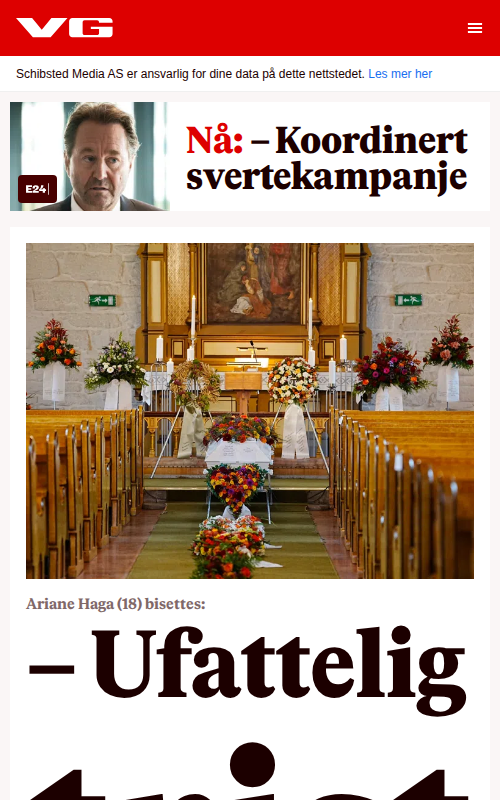 VG
Schibsted Media AS er ansvarlig for dine data på dette nettstedet. Les mer her
Nå: – Koordinert
svertekampanje
E24
Ariane Haga (18) bisettes:
– Ufattelig